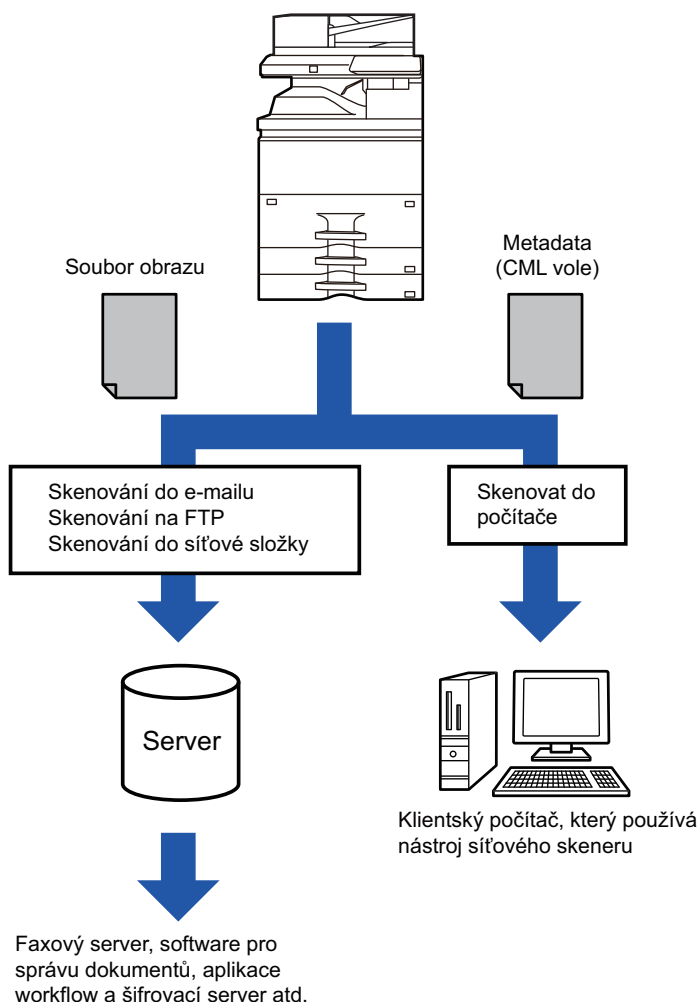 Soubor obrazu
Metadata
(CML vole)
Skenování do e-mailu
Skenování na FTP
Skenování do síťové složky
Skenovat do
počítače
Server
Klientský počítač, který používá
nástroj síťového skeneru
Faxový server, software pro
správu dokumentů, aplikace
workflow a šifrovací server atd.